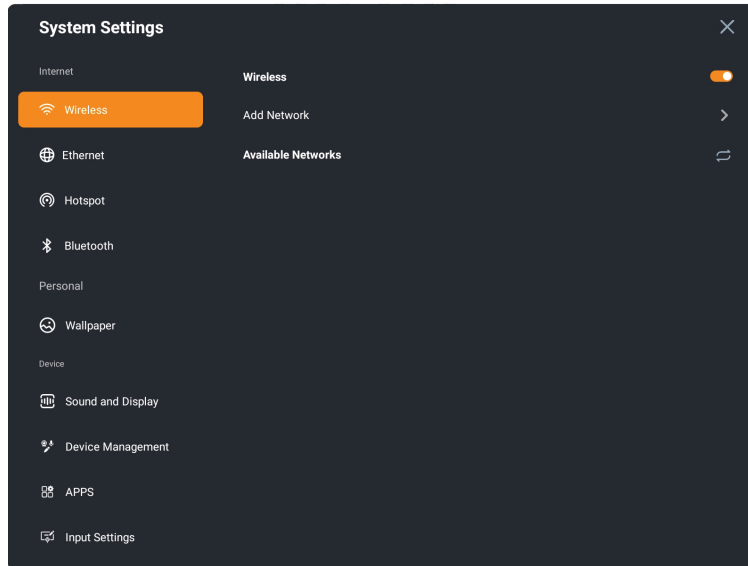 System Settings
Internet
Wireless
Ethernet
Hotspot
Bluetooth
Personal
Wallpaper
Device
Sound and Display
Device Management
APPS
Input Settings
Wireless
Add Network
Available Networks